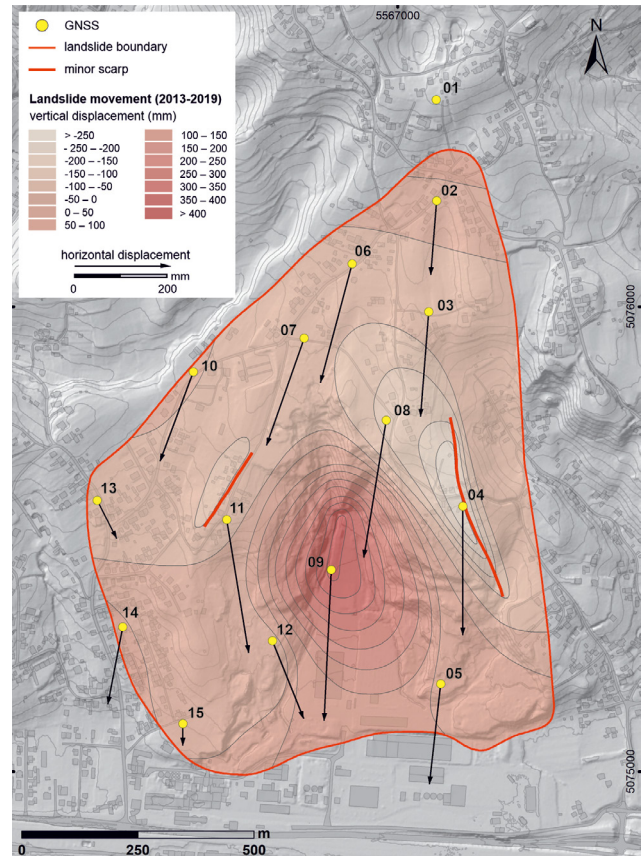 5567000
GNSS
landslide boundary
minor scarp
Landslide movement (2013-2019)
vertical displacement (mm)
> -250
- 250 – -200
-200 – -150
-150 – -100
-100 – -50
-50 – 0
0 – 50
50 – 100
100 – 150
150 – 200
200 – 250
250 – 300
300 – 350
350 – 400
> 400
horizontal displacement
0 200 mm
N
01
02
06
03
5076000
07
10
08
13
04
11
09
14
12
05
15
5075000
0 250 500 m